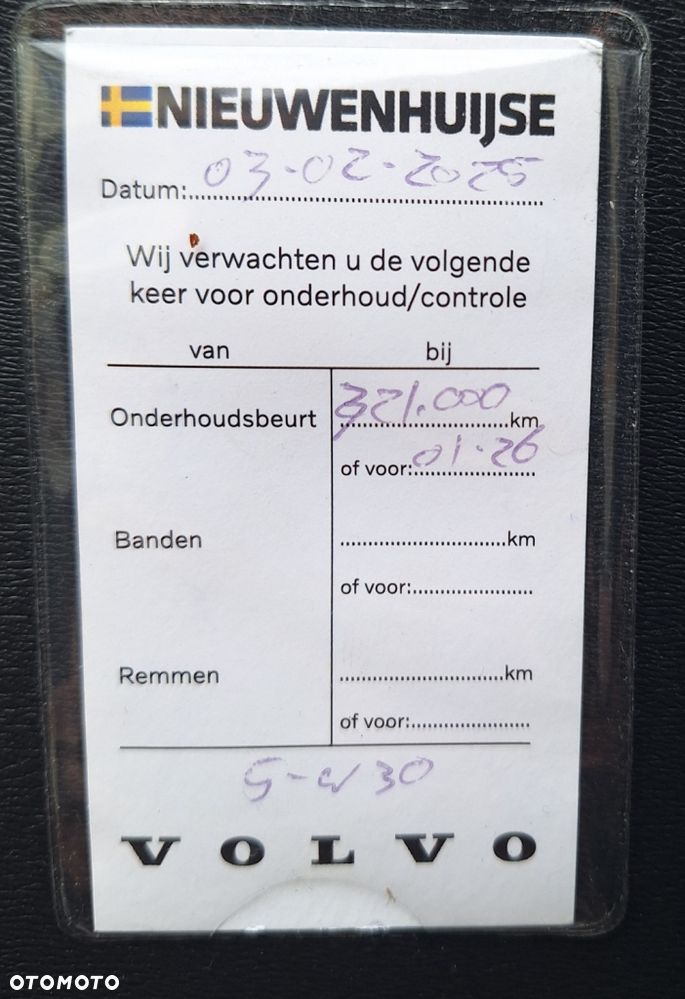 NIEUWENHUIJSE
Datum: 03-02-2025
Wij verwachten u de volgende
keer voor onderhoud/controle
van bij
Onderhoudsbeurt 321.000 km
of voor: 01-26
Banden km
of voor:
Remmen km
of voor:
5-W30
VOLVO
OTOMOTO